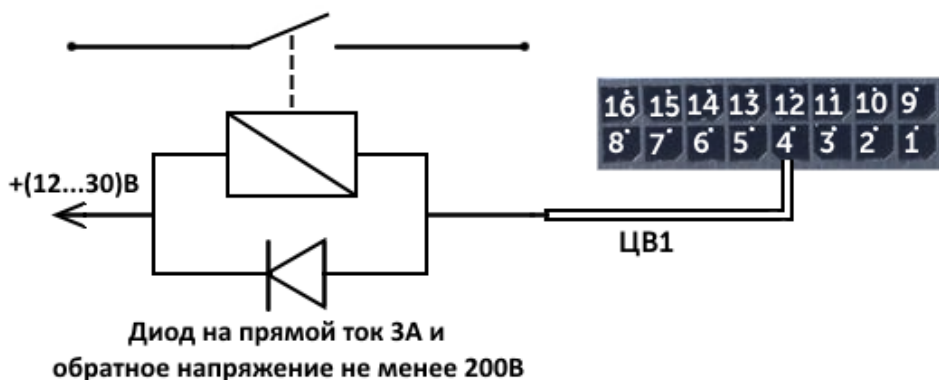 16 15 14 13 12 11 10 9
8 7 6 5 4 3 2 1
+(12...30)В
ЦВ1
Диод на прямой ток 3А и
обратное напряжение не менее 200В